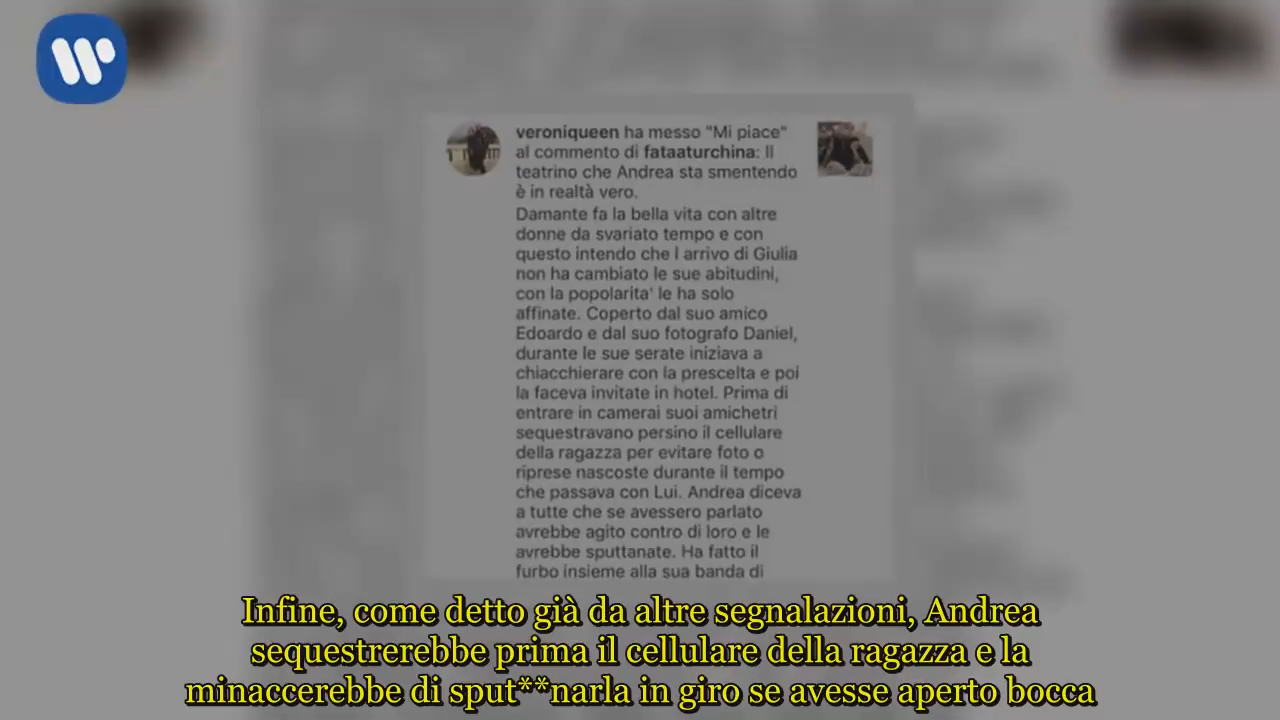 veroniqueen ha messo "Mi piace"
al commento di fataaturchina: Il
teatrino che Andrea sta smentendo
è in realtà vero.
Damante fa la bella vita con altre
donne da svariato tempo e con
questo intendo che l arrivo di Giulia
non ha cambiato le sue abitudini,
con la popolarita' le ha solo
affinate. Coperto dal suo amico
Edoardo e dal suo fotografo Daniel,
durante le sue serate iniziava a
chiacchierare con la prescelta e poi
la faceva invitate in hotel. Prima di
entrare in camerai suoi amichetri
sequestravano persino il cellulare
della ragazza per evitare foto o
riprese nascoste durante il tempo
che passava con Lui. Andrea diceva
a tutte che se avessero parlato
avrebbe agito contro di loro e le
avrebbe sputtanate. Ha fatto il
furbo insieme alla sua banda di
Infine, come detto già da altre segnalazioni, Andrea
sequestrerebbe prima il cellulare della ragazza e la
minaccerebbe di sput**narla in giro se avesse aperto bocca